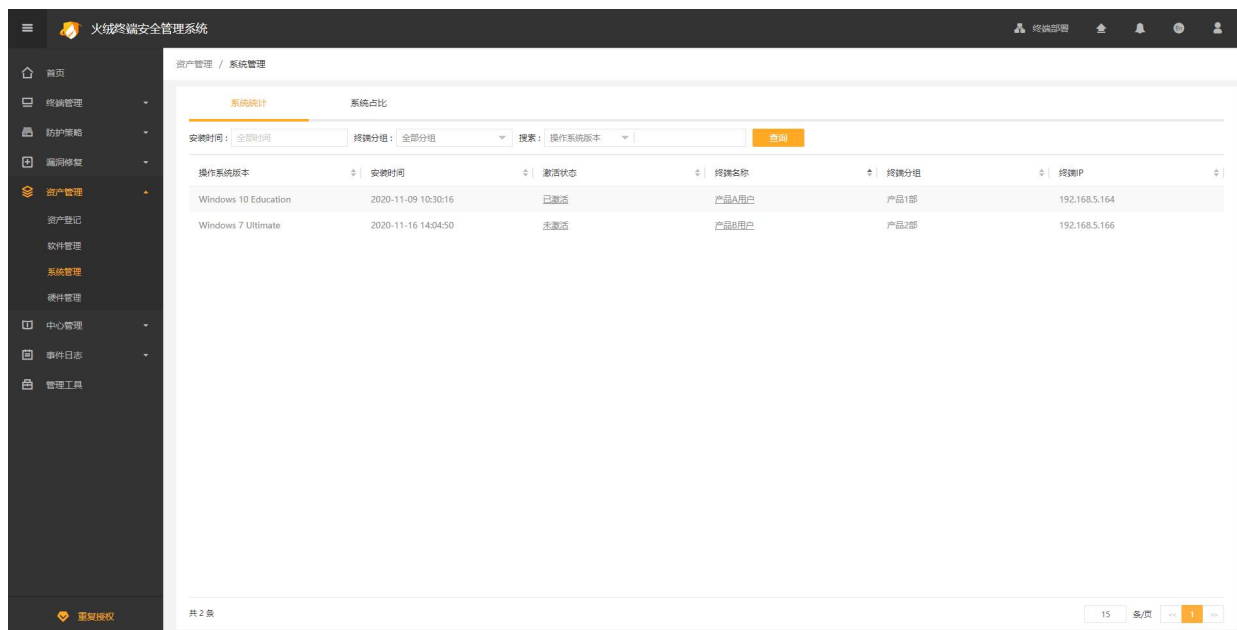 火绒终端安全管理系统
终端部署
首页
终端管理
防护策略
漏洞修复
资产管理
资产登记
软件管理
系统管理
硬件管理
中心管理
事件日志
管理工具
重复授权
资产管理 / 系统管理
系统统计 系统占比
安装时间： 全部时间 终端分组： 全部分组 搜素： 操作系统版本 查询
操作系统版本 安装时间 激活状态 终端名称 终端分组 终端IP
Windows 10 Education 2020-11-09 10:30:16 已激活 产品A用户 产品1部 192.168.5.164
Windows 7 Ultimate 2020-11-16 14:04:50 未激活 产品B用户 产品2部 192.168.5.166
共 2 条 15 条/页 << 1 >>